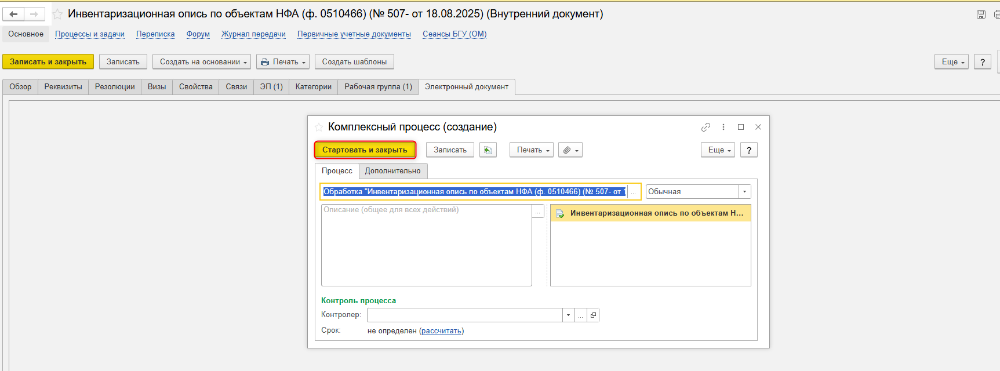 Инвентаризационная опись по объектам НФА (ф. 0510466) (№ 507- от 18.08.2025) (Внутренний документ)
Основное Процессы и задачи Переписка Форум Журнал передачи Первичные учетные документы Сеансы БГУ (ОМ)
Записать и закрыть Записать Создать на основании Печать Создать шаблоны Еще ?
Обзор Реквизиты Резолюции Визы Свойства Связи ЭП (1) Категории Рабочая группа (1) Электронный документ
Комплексный процесс (создание)
Стартовать и закрыть Записать Печать Еще ?
Процесс Дополнительно
Обработка "Инвентаризационная опись по объектам НФА (ф. 0510466) (№ 507- от ... Обычная
Описание (общее для всех действий) ... Инвентаризационная опись по объектам Н...
Контроль процесса
Контролер: ...
Срок: не определен (рассчитать)